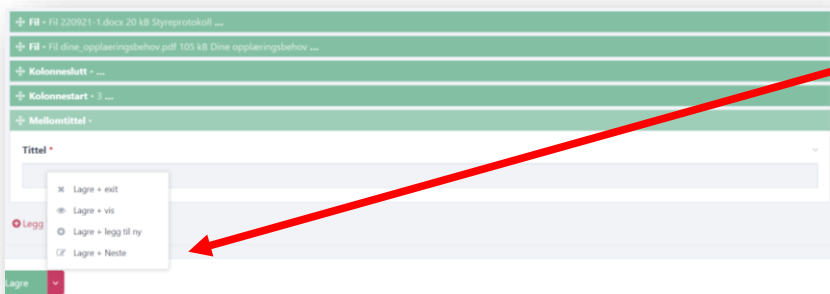 Fil • Fil 220921-1.docx 20 kB Styreprotokoll ...
Fil • Fil dine_opplaeringsbehov.pdf 105 kB Dine opplæringsbehov ...
Kolonneslutt • ...
Kolonnestart • 3 ...
Mellomtittel •
Tittel *
Lagre + exit
Lagre + vis
Lagre + legg til ny
Lagre + Neste
Legg
Lagre